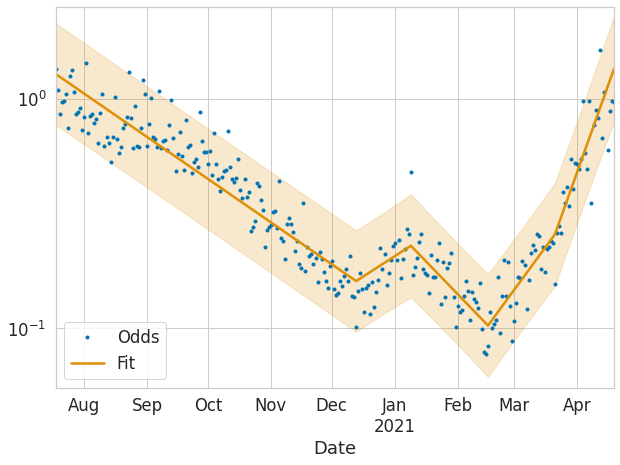 10⁰
10⁻¹
Odds
Fit
Aug Sep Oct Nov Dec Jan Feb Mar Apr
2021
Date